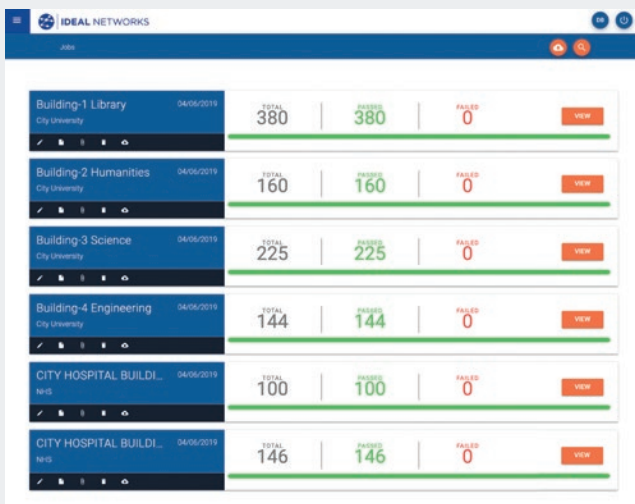 IDEAL NETWORKS
DB
Jobs
Building-1 Library 04/06/2019
City University
TOTAL PASSED FAILED
380 380 0
VIEW
Building-2 Humanities 04/06/2019
City University
TOTAL PASSED FAILED
160 160 0
VIEW
Building-3 Science 04/06/2019
City University
TOTAL PASSED FAILED
225 225 0
VIEW
Building-4 Engineering 04/06/2019
City University
TOTAL PASSED FAILED
144 144 0
VIEW
CITY HOSPITAL BUILDI... 04/06/2019
NHS
TOTAL PASSED FAILED
100 100 0
VIEW
CITY HOSPITAL BUILDI... 04/06/2019
NHS
TOTAL PASSED FAILED
146 146 0
VIEW